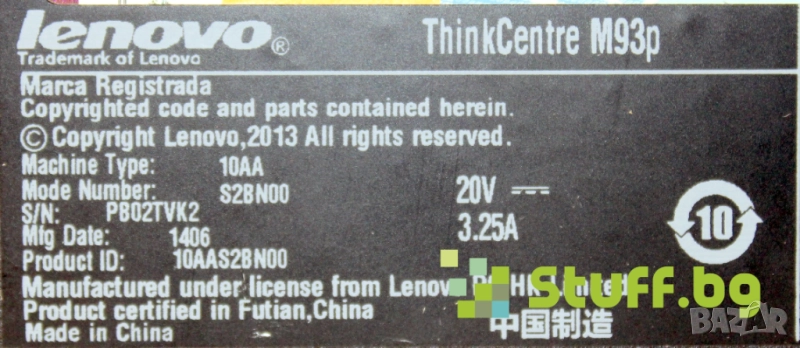 lenovo®
ThinkCentre M93p
Trademark of Lenovo
Marca Registrada
Copyrighted code and parts contained herein.
© Copyright Lenovo,2013 All rights reserved.
Machine Type: 10AA
Mode Number: S2BN00
S/N: PB02TVK2
Mfg Date: 1406
Product ID: 10AAS2BN00
20V
3.25A
10
Manufactured under license from Lenovo Limited
Product certified in Futian,China
Made in China
中国制造
Stuff.bg
BAZAR